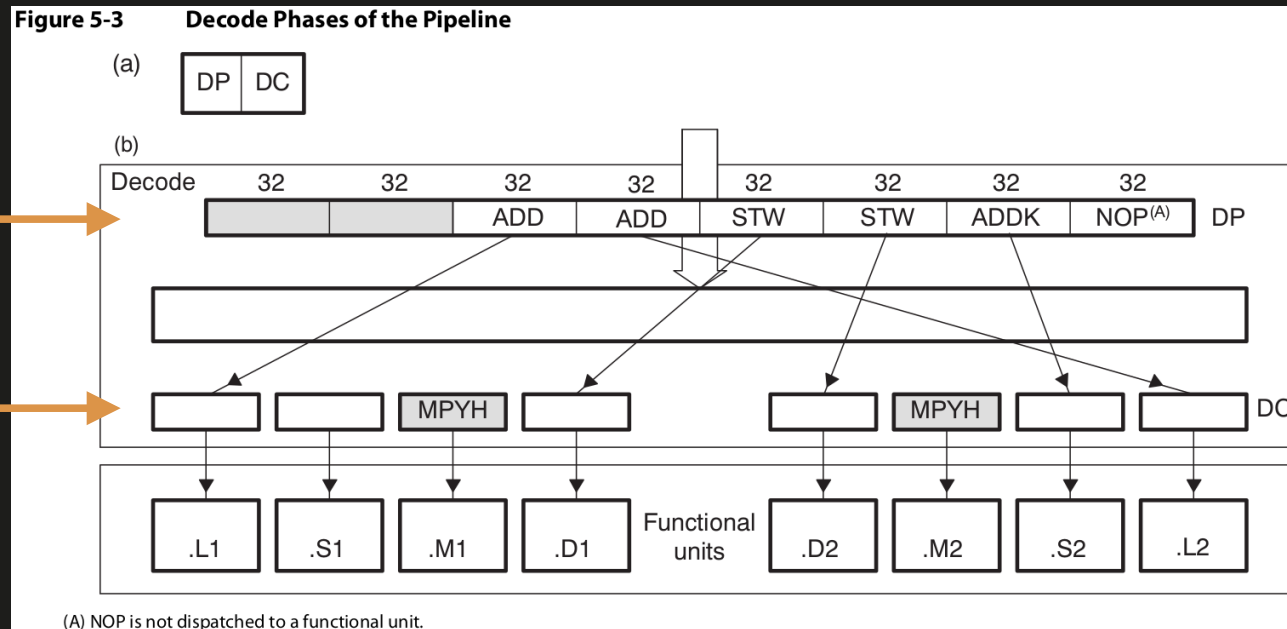 Figure 5-3 Decode Phases of the Pipeline
(a)
DP DC
(b)
Decode 32 32 32 32 32 32 32 32
ADD ADD STW STW ADDK NOP(A) DP
MPYH MPYH DC
Functional
units
.L1 .S1 .M1 .D1 .D2 .M2 .S2 .L2
(A) NOP is not dispatched to a functional unit.